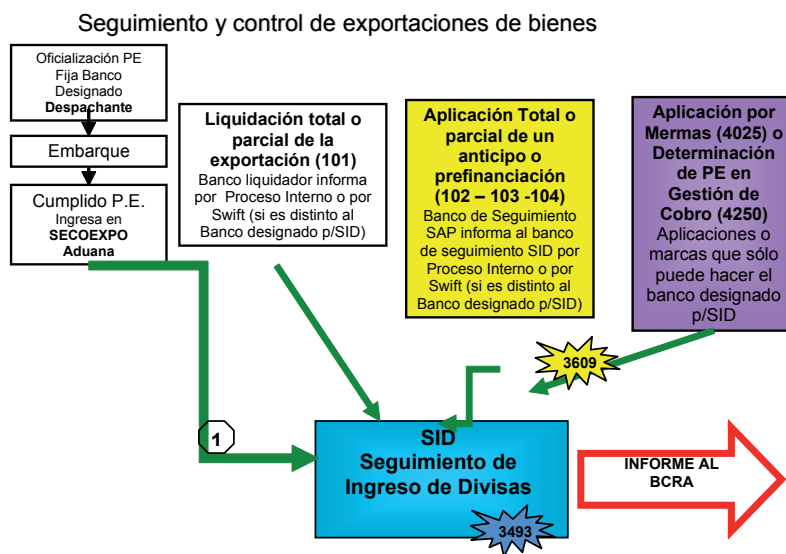 Seguimiento y control de exportaciones de bienes
Oficialización PE
Fija Banco
Designado
Despachante
Embarque
Cumplido P.E.
Ingresa en
SECOEXPO
Aduana
Liquidación total o
parcial de la
exportación (101)
Banco liquidador informa
por Proceso Interno o por
Swift (si es distinto al
Banco designado p/SID)
Aplicación Total o
parcial de un
anticipo o
prefinanciación
(102 – 103 -104)
Banco de Seguimiento
SAP informa al banco
de seguimiento SID por
Proceso Interno o por
Swift (si es distinto al
Banco designado p/SID)
Aplicación por
Mermas (4025) o
Determinación
de PE en
Gestión de
Cobro (4250)
Aplicaciones o
marcas que sólo
puede hacer el
banco designado
p/SID
3609
1
SID
Seguimiento de
Ingreso de Divisas
3493
INFORME AL
BCRA